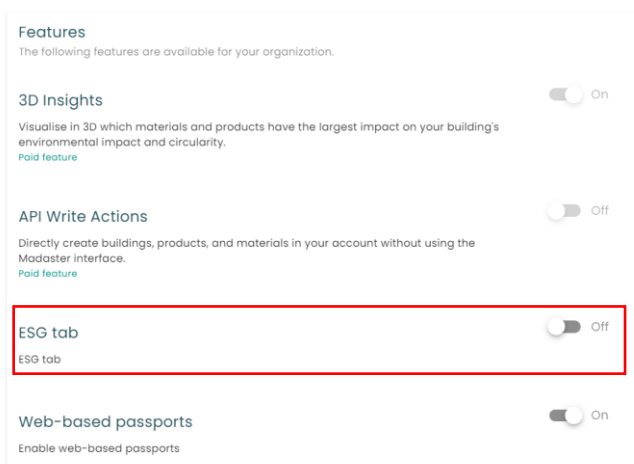 Features
The following features are available for your organization.
3D Insights
On
Visualise in 3D which materials and products have the largest impact on your building's
environmental impact and circularity.
Paid feature
API Write Actions
Off
Directly create buildings, products, and materials in your account without using the
Madaster interface.
Paid feature
ESG tab
Off
ESG tab
Web-based passports
On
Enable web-based passports